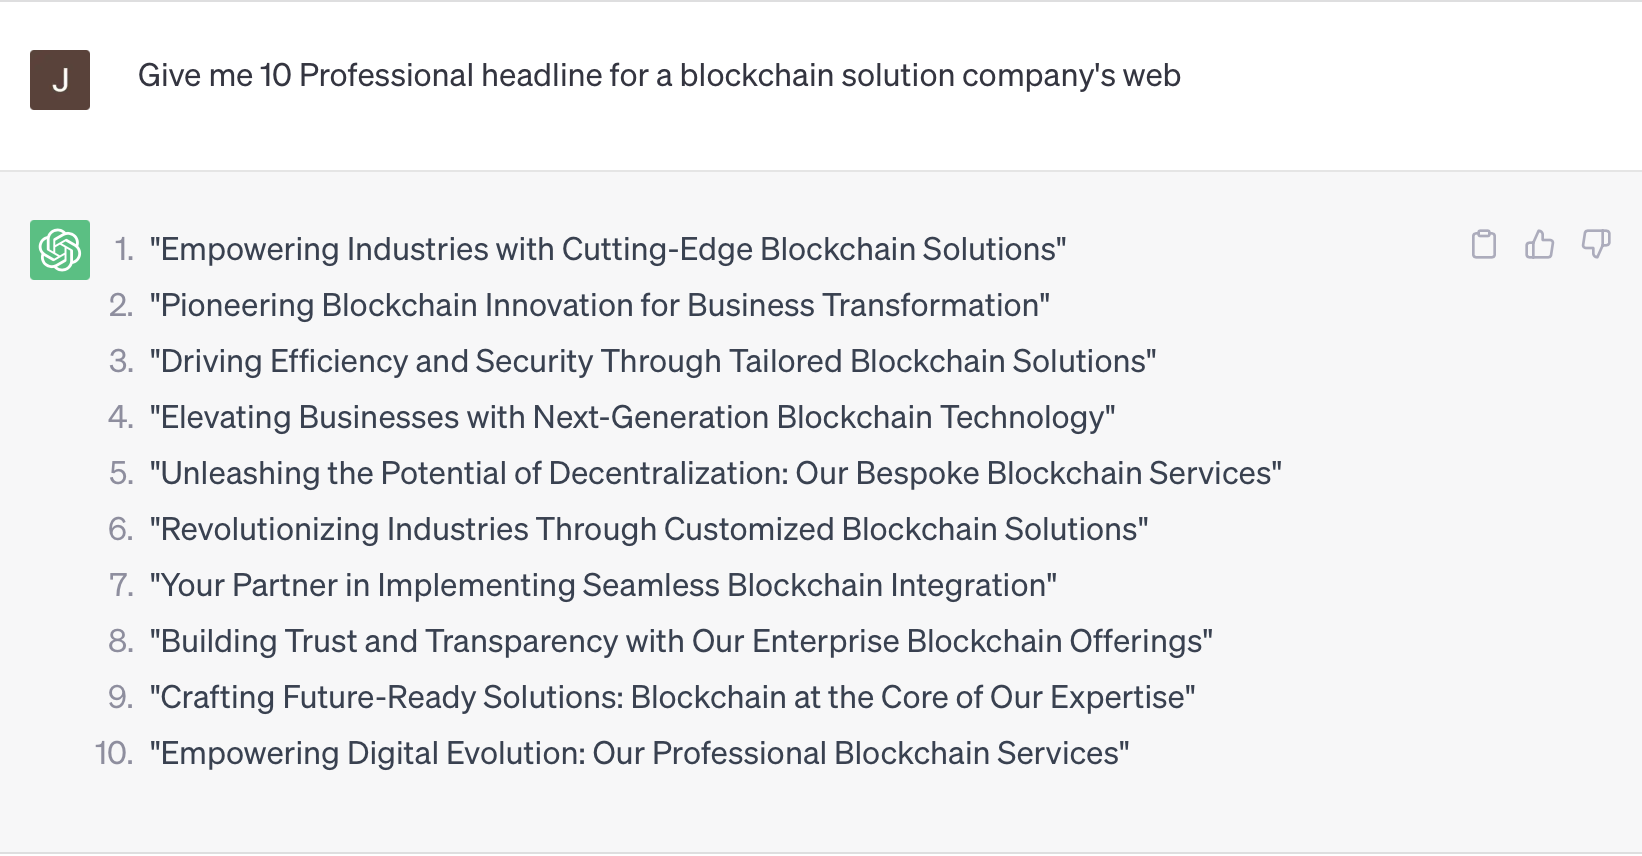 J
Give me 10 Professional headline for a blockchain solution company's web
1. "Empowering Industries with Cutting-Edge Blockchain Solutions"
2. "Pioneering Blockchain Innovation for Business Transformation"
3. "Driving Efficiency and Security Through Tailored Blockchain Solutions"
4. "Elevating Businesses with Next-Generation Blockchain Technology"
5. "Unleashing the Potential of Decentralization: Our Bespoke Blockchain Services"
6. "Revolutionizing Industries Through Customized Blockchain Solutions"
7. "Your Partner in Implementing Seamless Blockchain Integration"
8. "Building Trust and Transparency with Our Enterprise Blockchain Offerings"
9. "Crafting Future-Ready Solutions: Blockchain at the Core of Our Expertise"
10. "Empowering Digital Evolution: Our Professional Blockchain Services"